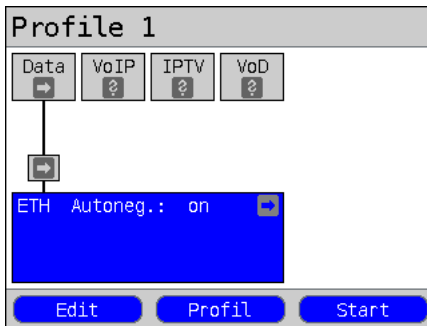 Profile 1
Data VoIP IPTV VoD
ETH Autoneg.: on
Edit Profil Start